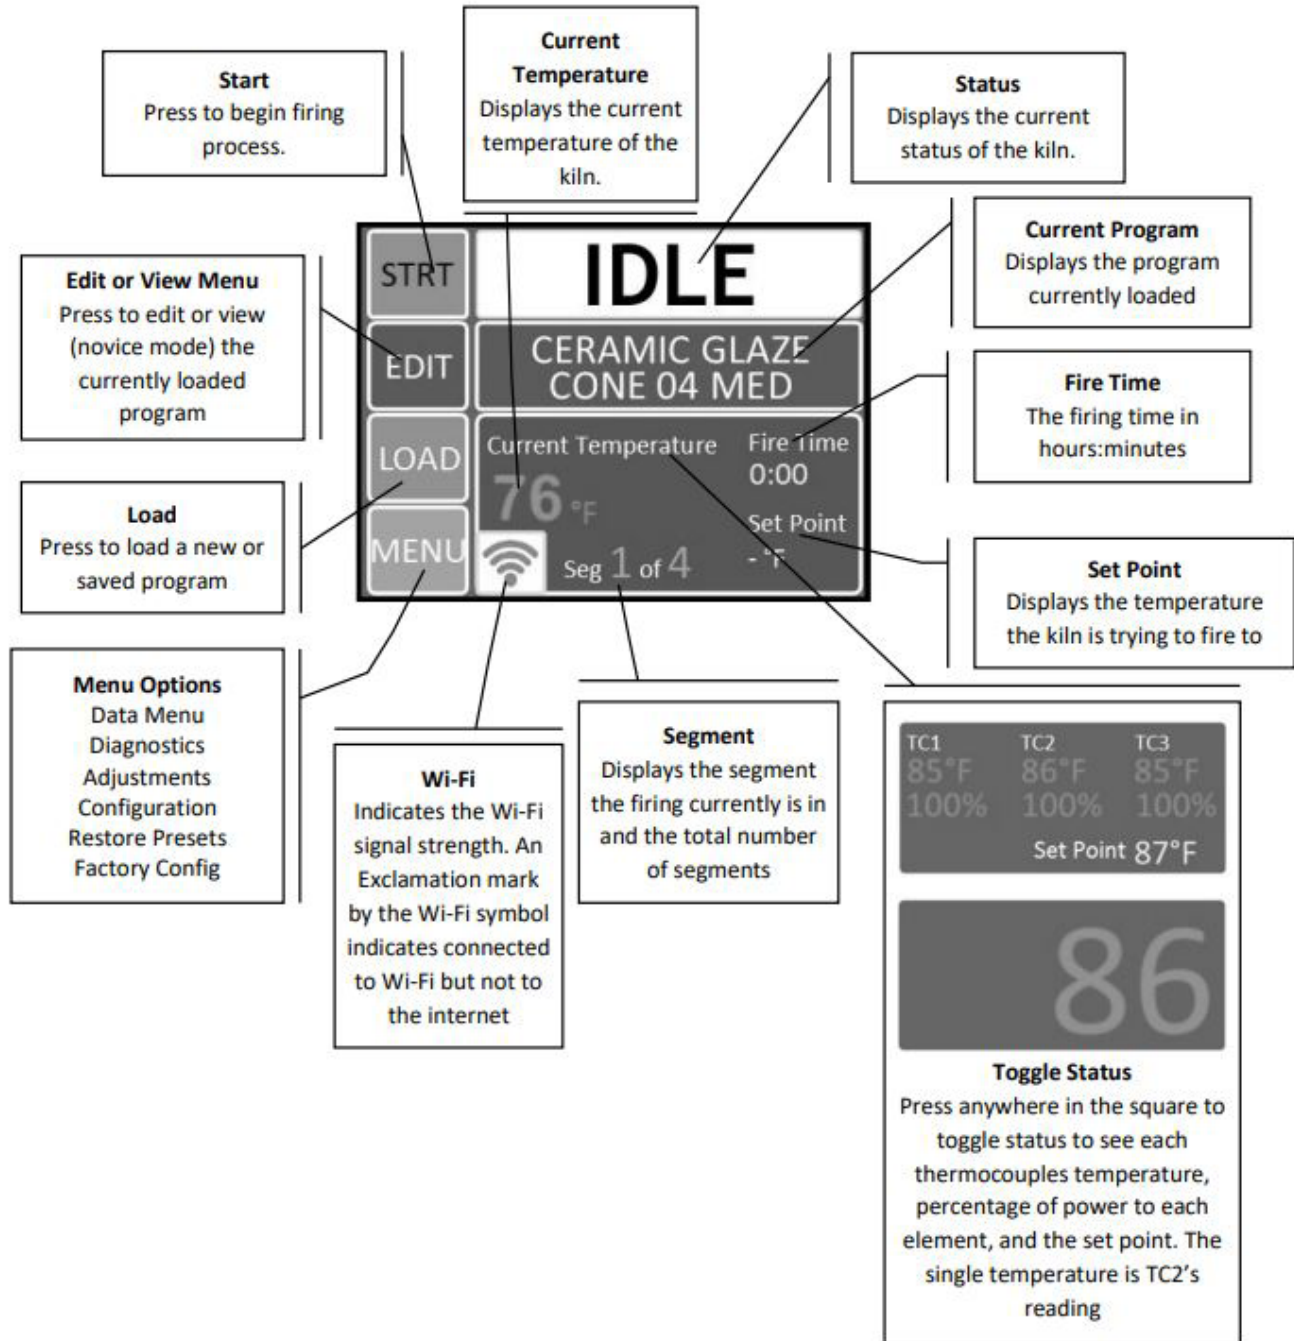 Start
Press to begin firing
process.
Current
Temperature
Displays the current
temperature of the
kiln.
Status
Displays the current
status of the kiln.
Current Program
Displays the program
currently loaded
Edit or View Menu
Press to edit or view
(novice mode) the
currently loaded
program
Fire Time
The firing time in
hours:minutes
Load
Press to load a new or
saved program
Set Point
Displays the temperature
the kiln is trying to fire to
STRT
IDLE
EDIT
CERAMIC GLAZE
CONE 04 MED
LOAD
Current Temperature
76 °F
Fire Time
0:00
Set Point
- °F
MENU
Seg 1 of 4
Menu Options
Data Menu
Diagnostics
Adjustments
Configuration
Restore Presets
Factory Config
Wi-Fi
Indicates the Wi-Fi
signal strength. An
Exclamation mark
by the Wi-Fi symbol
indicates connected
to Wi-Fi but not to
the internet
Segment
Displays the segment
the firing currently is in
and the total number
of segments
TC1 TC2 TC3
85°F 86°F 85°F
100% 100% 100%
Set Point 87°F
86
Toggle Status
Press anywhere in the square to
toggle status to see each
thermocouples temperature,
percentage of power to each
element, and the set point. The
single temperature is TC2's
reading